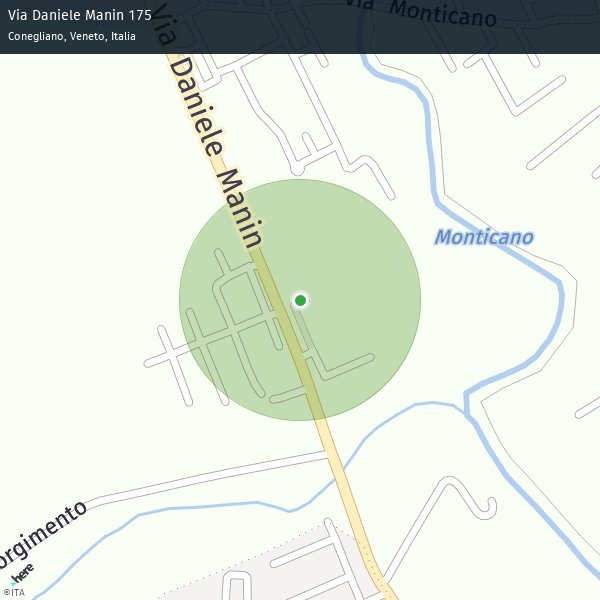 Via Daniele Manin 175
Conegliano, Veneto, Italia
Via Monticano
Via Daniele Manin
Monticano
orgimento
here
©ITA